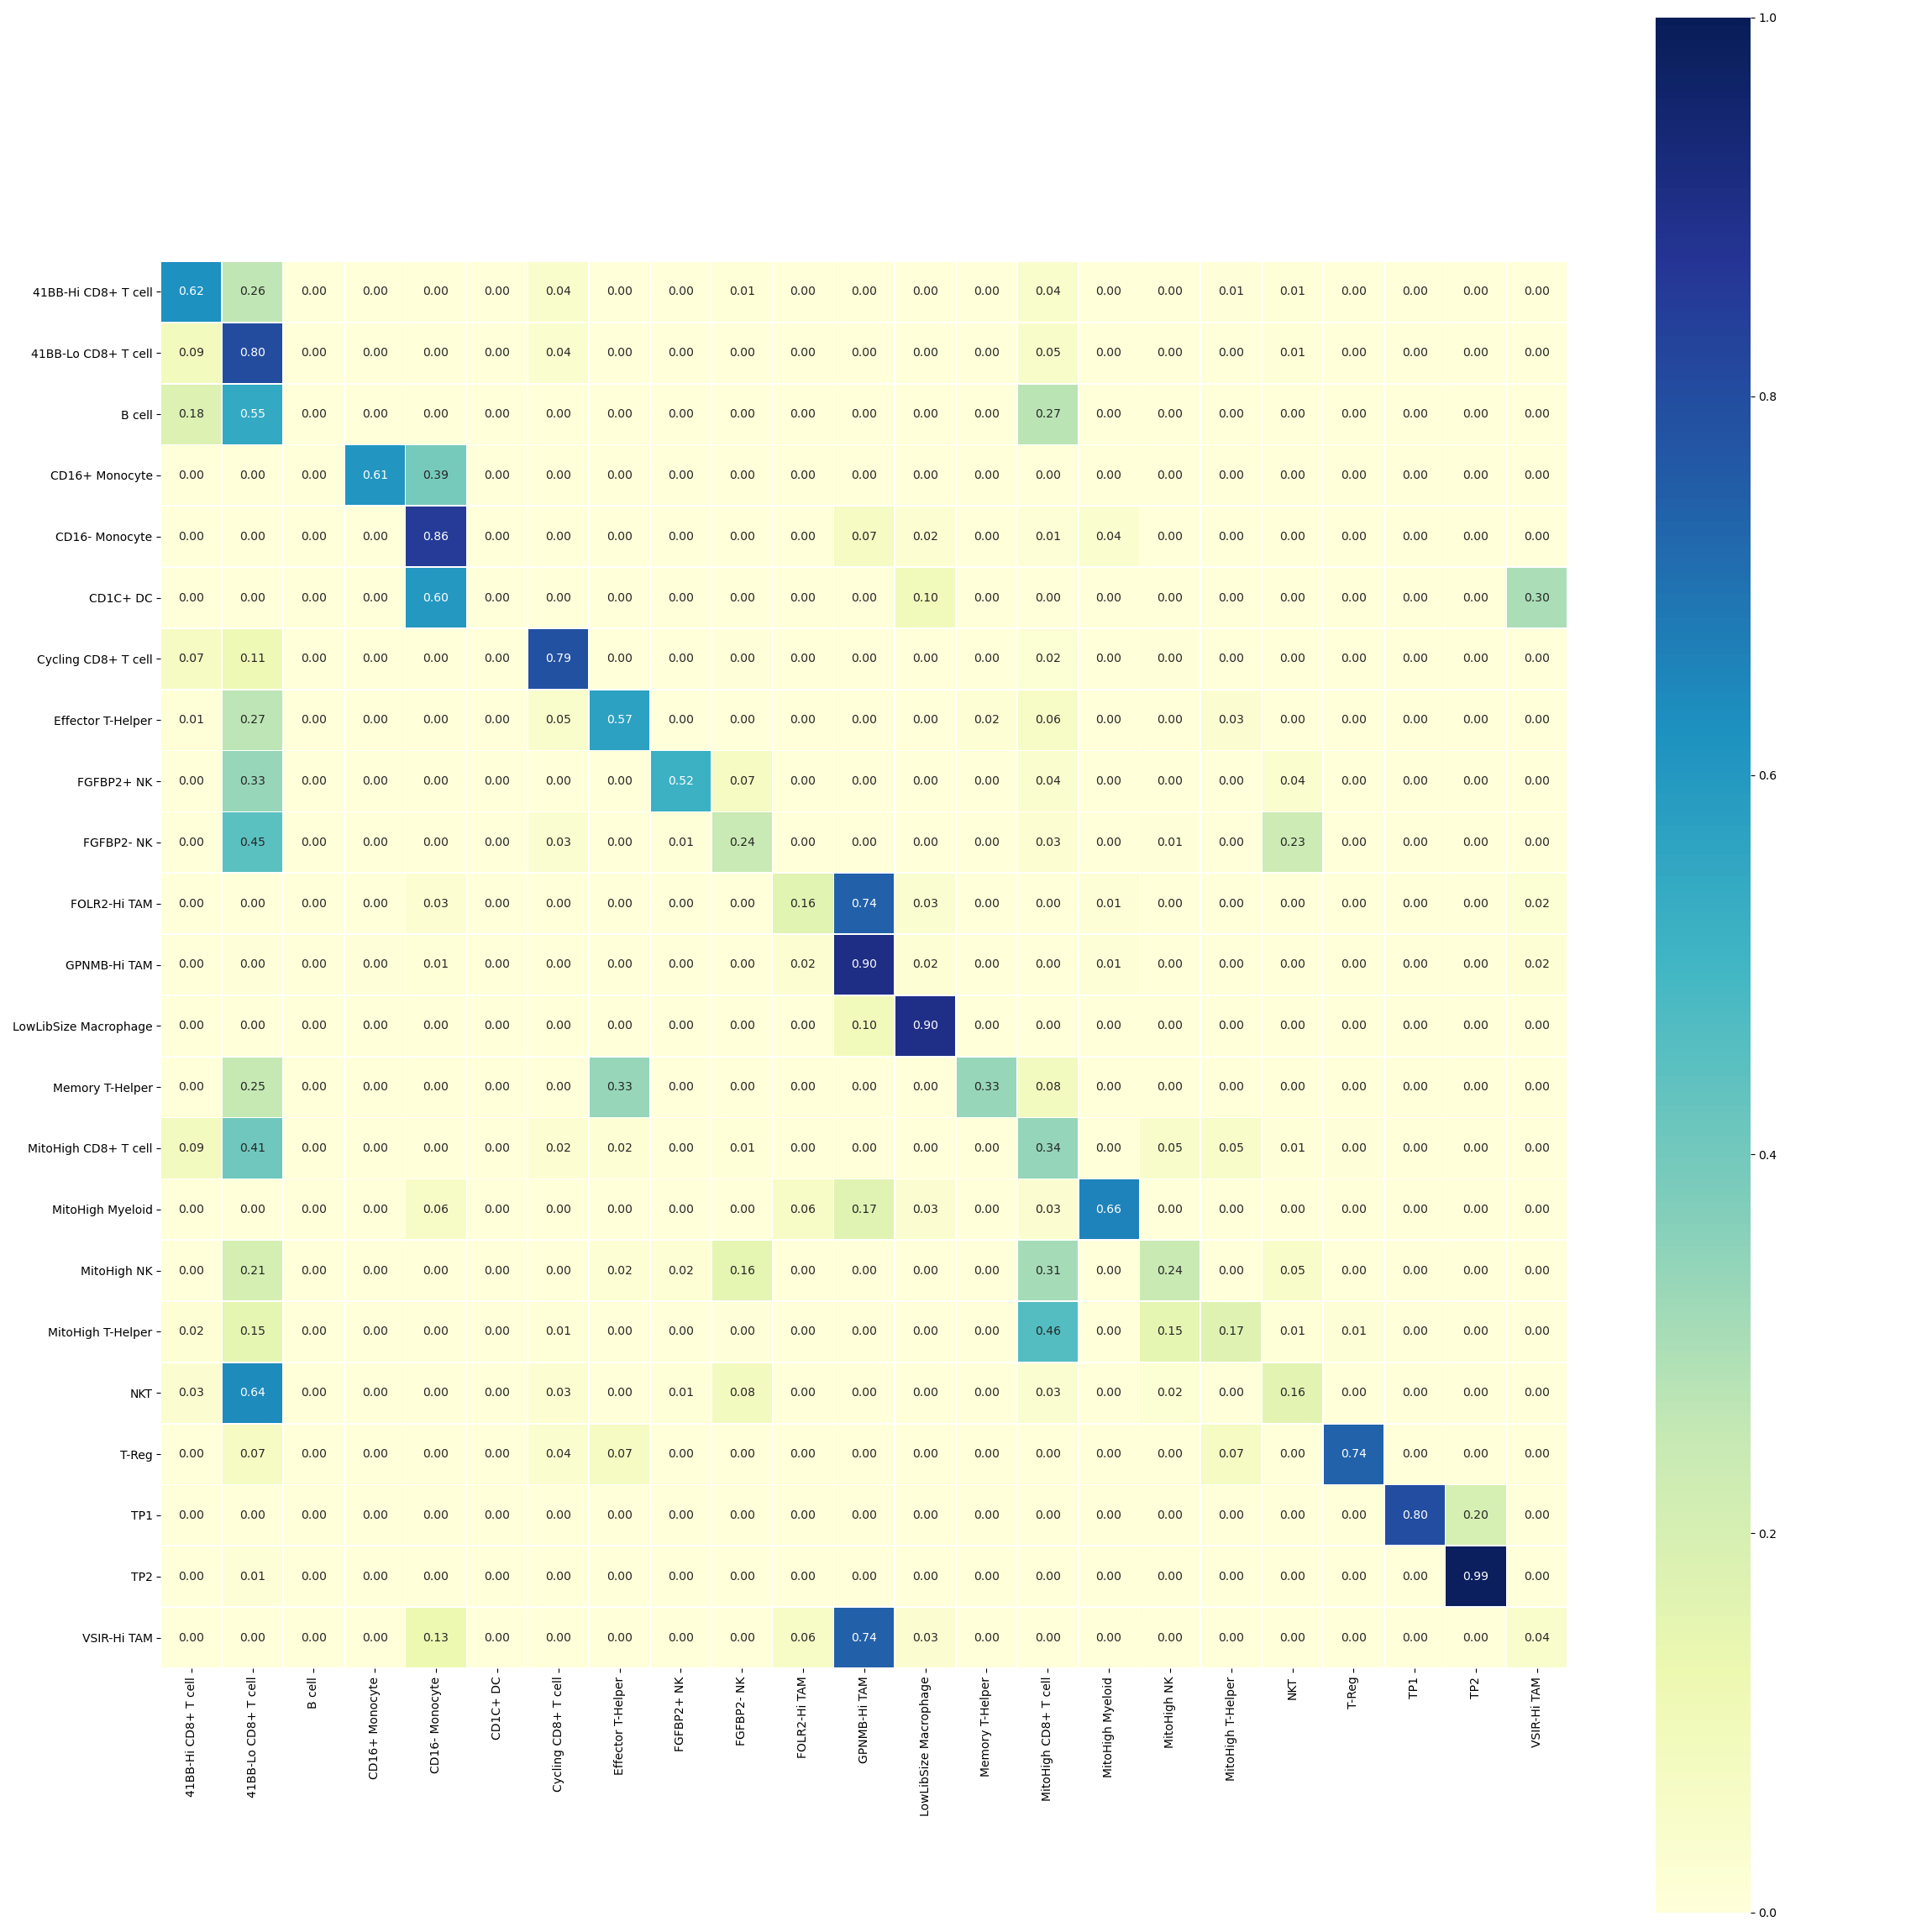 1.0
0.8
0.6
0.4
0.2
0.0
41BB-Hi CD8+ T cell 0.62 0.26 0.00 0.00 0.00 0.00 0.04 0.00 0.00 0.01 0.00 0.00 0.00 0.00 0.04 0.00 0.00 0.01 0.01 0.00 0.00 0.00 0.00
41BB-Lo CD8+ T cell 0.09 0.80 0.00 0.00 0.00 0.00 0.04 0.00 0.00 0.00 0.00 0.00 0.00 0.00 0.05 0.00 0.00 0.00 0.01 0.00 0.00 0.00 0.00
B cell 0.18 0.55 0.00 0.00 0.00 0.00 0.00 0.00 0.00 0.00 0.00 0.00 0.00 0.00 0.27 0.00 0.00 0.00 0.00 0.00 0.00 0.00 0.00
CD16+ Monocyte 0.00 0.00 0.00 0.61 0.39 0.00 0.00 0.00 0.00 0.00 0.00 0.00 0.00 0.00 0.00 0.00 0.00 0.00 0.00 0.00 0.00 0.00 0.00
CD16- Monocyte 0.00 0.00 0.00 0.00 0.86 0.00 0.00 0.00 0.00 0.00 0.00 0.07 0.02 0.00 0.01 0.04 0.00 0.00 0.00 0.00 0.00 0.00 0.00
CD1C+ DC 0.00 0.00 0.00 0.00 0.60 0.00 0.00 0.00 0.00 0.00 0.00 0.00 0.10 0.00 0.00 0.00 0.00 0.00 0.00 0.00 0.00 0.00 0.30
Cycling CD8+ T cell 0.07 0.11 0.00 0.00 0.00 0.00 0.79 0.00 0.00 0.00 0.00 0.00 0.00 0.00 0.02 0.00 0.00 0.00 0.00 0.00 0.00 0.00 0.00
Effector T-Helper 0.01 0.27 0.00 0.00 0.00 0.00 0.05 0.57 0.00 0.00 0.00 0.00 0.00 0.02 0.06 0.00 0.00 0.03 0.00 0.00 0.00 0.00 0.00
FGFBP2+ NK 0.00 0.33 0.00 0.00 0.00 0.00 0.00 0.00 0.52 0.07 0.00 0.00 0.00 0.00 0.04 0.00 0.00 0.00 0.04 0.00 0.00 0.00 0.00
FGFBP2- NK 0.00 0.45 0.00 0.00 0.00 0.00 0.03 0.00 0.01 0.24 0.00 0.00 0.00 0.00 0.03 0.00 0.01 0.00 0.23 0.00 0.00 0.00 0.00
FOLR2-Hi TAM 0.00 0.00 0.00 0.00 0.03 0.00 0.00 0.00 0.00 0.00 0.16 0.74 0.03 0.00 0.00 0.01 0.00 0.00 0.00 0.00 0.00 0.00 0.02
GPNMB-Hi TAM 0.00 0.00 0.00 0.00 0.01 0.00 0.00 0.00 0.00 0.00 0.02 0.90 0.02 0.00 0.00 0.01 0.00 0.00 0.00 0.00 0.00 0.00 0.02
LowLibSize Macrophage 0.00 0.00 0.00 0.00 0.00 0.00 0.00 0.00 0.00 0.00 0.00 0.10 0.90 0.00 0.00 0.00 0.00 0.00 0.00 0.00 0.00 0.00 0.00
Memory T-Helper 0.00 0.25 0.00 0.00 0.00 0.00 0.00 0.33 0.00 0.00 0.00 0.00 0.00 0.33 0.08 0.00 0.00 0.00 0.00 0.00 0.00 0.00 0.00
MitoHigh CD8+ T cell 0.09 0.41 0.00 0.00 0.00 0.00 0.02 0.02 0.00 0.01 0.00 0.00 0.00 0.00 0.34 0.00 0.05 0.05 0.01 0.00 0.00 0.00 0.00
MitoHigh Myeloid 0.00 0.00 0.00 0.00 0.06 0.00 0.00 0.00 0.00 0.00 0.06 0.17 0.03 0.00 0.03 0.66 0.00 0.00 0.00 0.00 0.00 0.00 0.00
MitoHigh NK 0.00 0.21 0.00 0.00 0.00 0.00 0.00 0.02 0.02 0.16 0.00 0.00 0.00 0.00 0.31 0.00 0.24 0.00 0.05 0.00 0.00 0.00 0.00
MitoHigh T-Helper 0.02 0.15 0.00 0.00 0.00 0.00 0.01 0.00 0.00 0.00 0.00 0.00 0.00 0.00 0.46 0.00 0.15 0.17 0.01 0.01 0.00 0.00 0.00
NKT 0.03 0.64 0.00 0.00 0.00 0.00 0.03 0.00 0.01 0.08 0.00 0.00 0.00 0.00 0.03 0.00 0.02 0.00 0.16 0.00 0.00 0.00 0.00
T-Reg 0.00 0.07 0.00 0.00 0.00 0.00 0.04 0.07 0.00 0.00 0.00 0.00 0.00 0.00 0.00 0.00 0.00 0.07 0.00 0.74 0.00 0.00 0.00
TP1 0.00 0.00 0.00 0.00 0.00 0.00 0.00 0.00 0.00 0.00 0.00 0.00 0.00 0.00 0.00 0.00 0.00 0.00 0.00 0.00 0.80 0.20 0.00
TP2 0.00 0.01 0.00 0.00 0.00 0.00 0.00 0.00 0.00 0.00 0.00 0.00 0.00 0.00 0.00 0.00 0.00 0.00 0.00 0.00 0.00 0.99 0.00
VSIR-Hi TAM 0.00 0.00 0.00 0.00 0.13 0.00 0.00 0.00 0.00 0.00 0.06 0.74 0.03 0.00 0.00 0.00 0.00 0.00 0.00 0.00 0.00 0.00 0.04
41BB-Hi CD8+ T cell
41BB-Lo CD8+ T cell
B cell
CD16+ Monocyte
CD16- Monocyte
CD1C+ DC
Cycling CD8+ T cell
Effector T-Helper
FGFBP2+ NK
FGFBP2- NK
FOLR2-Hi TAM
GPNMB-Hi TAM
LowLibSize Macrophage
Memory T-Helper
MitoHigh CD8+ T cell
MitoHigh Myeloid
MitoHigh NK
MitoHigh T-Helper
NKT
T-Reg
TP1
TP2
VSIR-Hi TAM